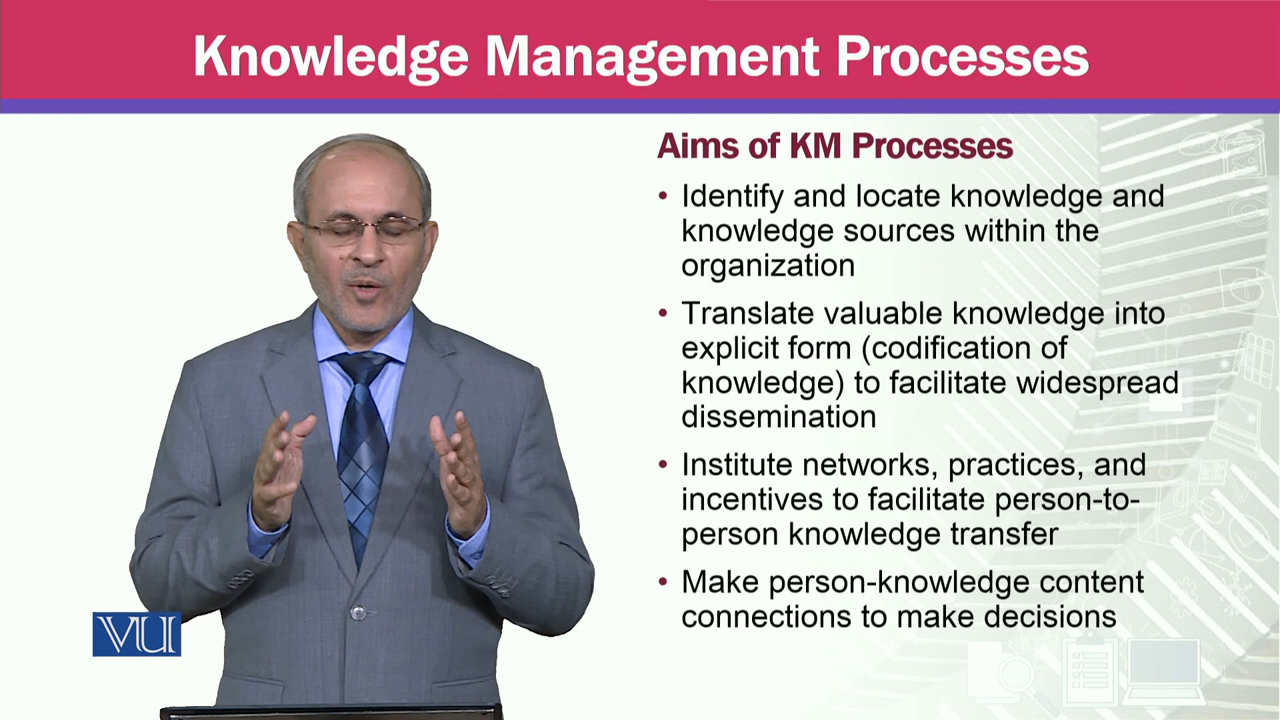 Knowledge Management Processes
Aims of KM Processes
• Identify and locate knowledge and
knowledge sources within the
organization
• Translate valuable knowledge into
explicit form (codification of
knowledge) to facilitate widespread
dissemination
• Institute networks, practices, and
incentives to facilitate person-to-
person knowledge transfer
• Make person-knowledge content
connections to make decisions
VU